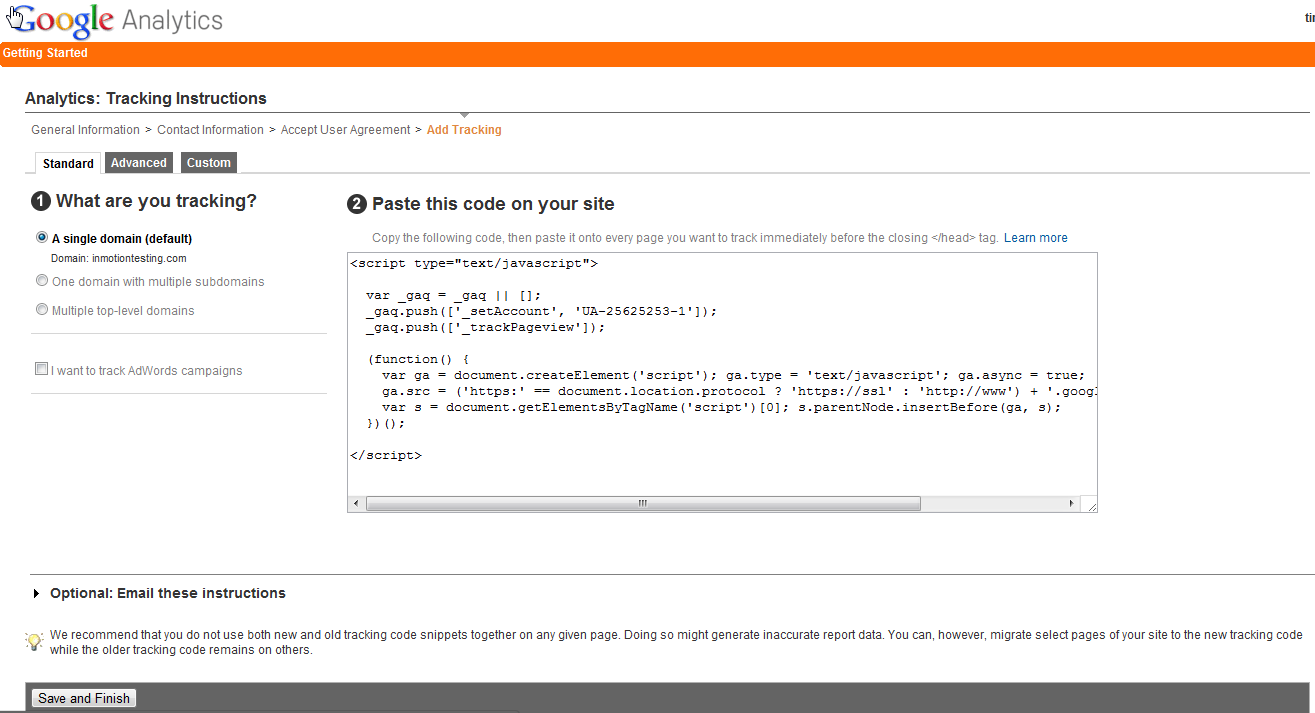 Google Analytics
ti
Getting Started
Analytics: Tracking Instructions
General Information > Contact Information > Accept User Agreement > Add Tracking
Standard Advanced Custom
1 What are you tracking?
A single domain (default)
Domain: inmotiontesting.com
One domain with multiple subdomains
Multiple top-level domains
I want to track AdWords campaigns
2 Paste this code on your site
Copy the following code, then paste it onto every page you want to track immediately before the closing </head> tag. Learn more
<script type="text/javascript">
var _gaq = _gaq || [];
_gaq.push(['_setAccount', 'UA-25625253-1']);
_gaq.push(['_trackPageview']);
(function() {
var ga = document.createElement('script'); ga.type = 'text/javascript'; ga.async = true;
ga.src = ('https:' == document.location.protocol ? 'https://ssl' : 'http://www') + '.googl
var s = document.getElementsByTagName('script')[0]; s.parentNode.insertBefore(ga, s);
})();
</script>
Optional: Email these instructions
We recommend that you do not use both new and old tracking code snippets together on any given page. Doing so might generate inaccurate report data. You can, however, migrate select pages of your site to the new tracking code
while the older tracking code remains on others.
Save and Finish